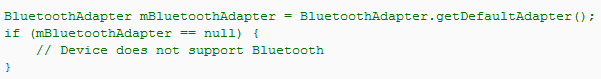 BluetoothAdapter mBluetoothAdapter = BluetoothAdapter.getDefaultAdapter();
if (mBluetoothAdapter == null) {
    // Device does not support Bluetooth
}